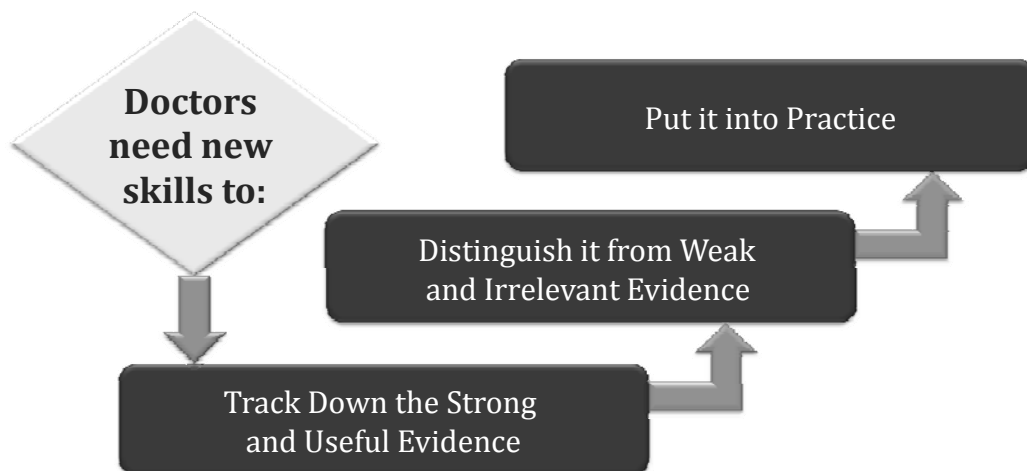 Doctors
need new
skills to:
Put it into Practice
Distinguish it from Weak
and Irrelevant Evidence
Track Down the Strong
and Useful Evidence